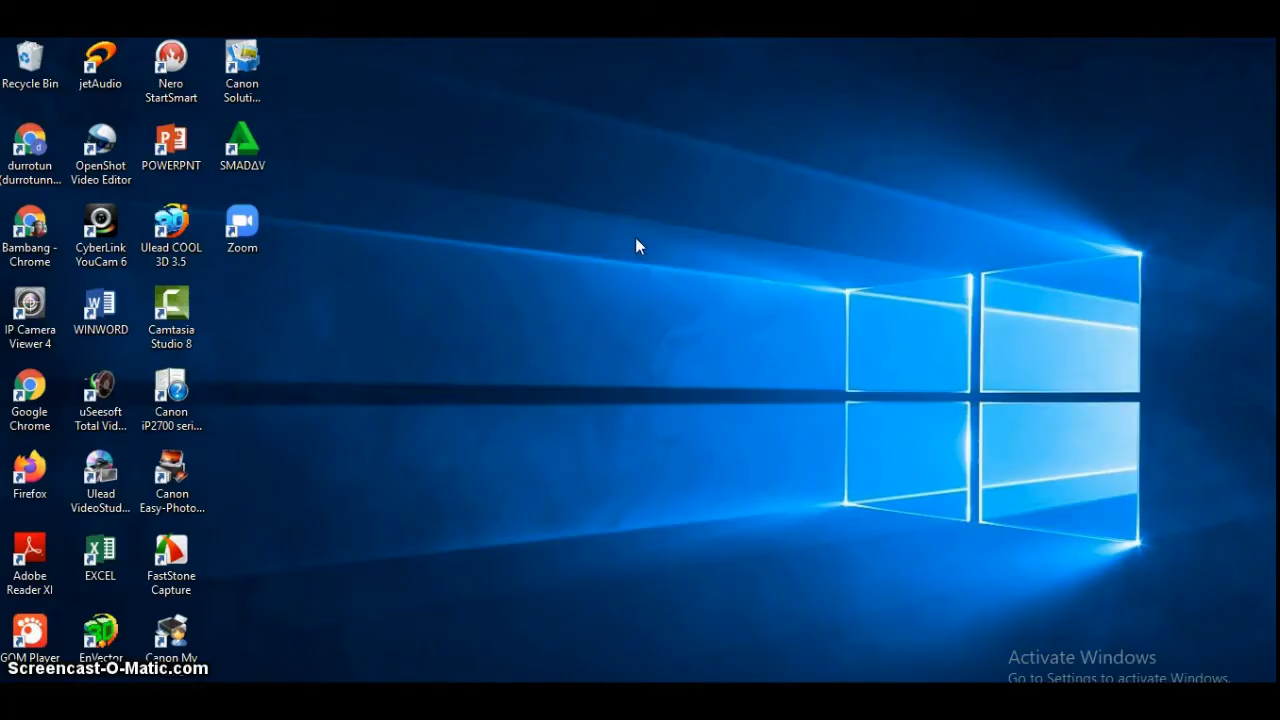 Recycle Bin
jetAudio
Nero
StartSmart
Canon
Soluti...
durrotun
(durrotunn...
OpenShot
Video Editor
POWERPNT
SMADΔV
Bambang -
Chrome
CyberLink
YouCam 6
Ulead COOL
3D 3.5
Zoom
IP Camera
Viewer 4
WINWORD
Camtasia
Studio 8
Google
Chrome
uSeesoft
Total Vid...
Canon
iP2700 seri...
Firefox
Ulead
VideoStud...
Canon
Easy-Photo...
Adobe
Reader XI
EXCEL
FastStone
Capture
GOM Player
EnVector
Canon My
Screencast-O-Matic.com
Activate Windows
Go to Settings to activate Windows.